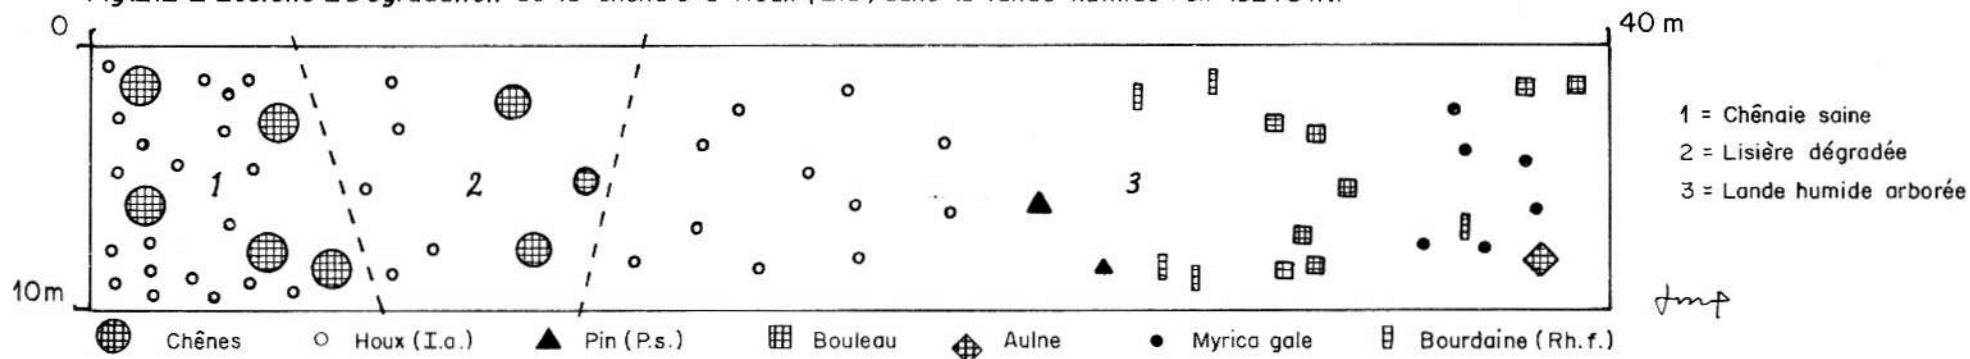 0 40 m
1 = Chênaie saine
2 = Lisière dégradée
3 = Lande humide arborée
1 2 3
10m
Chênes Houx (I.a.) Pin (P.s.) Bouleau Aulne Myrica gale Bourdaine (Rh.f.)